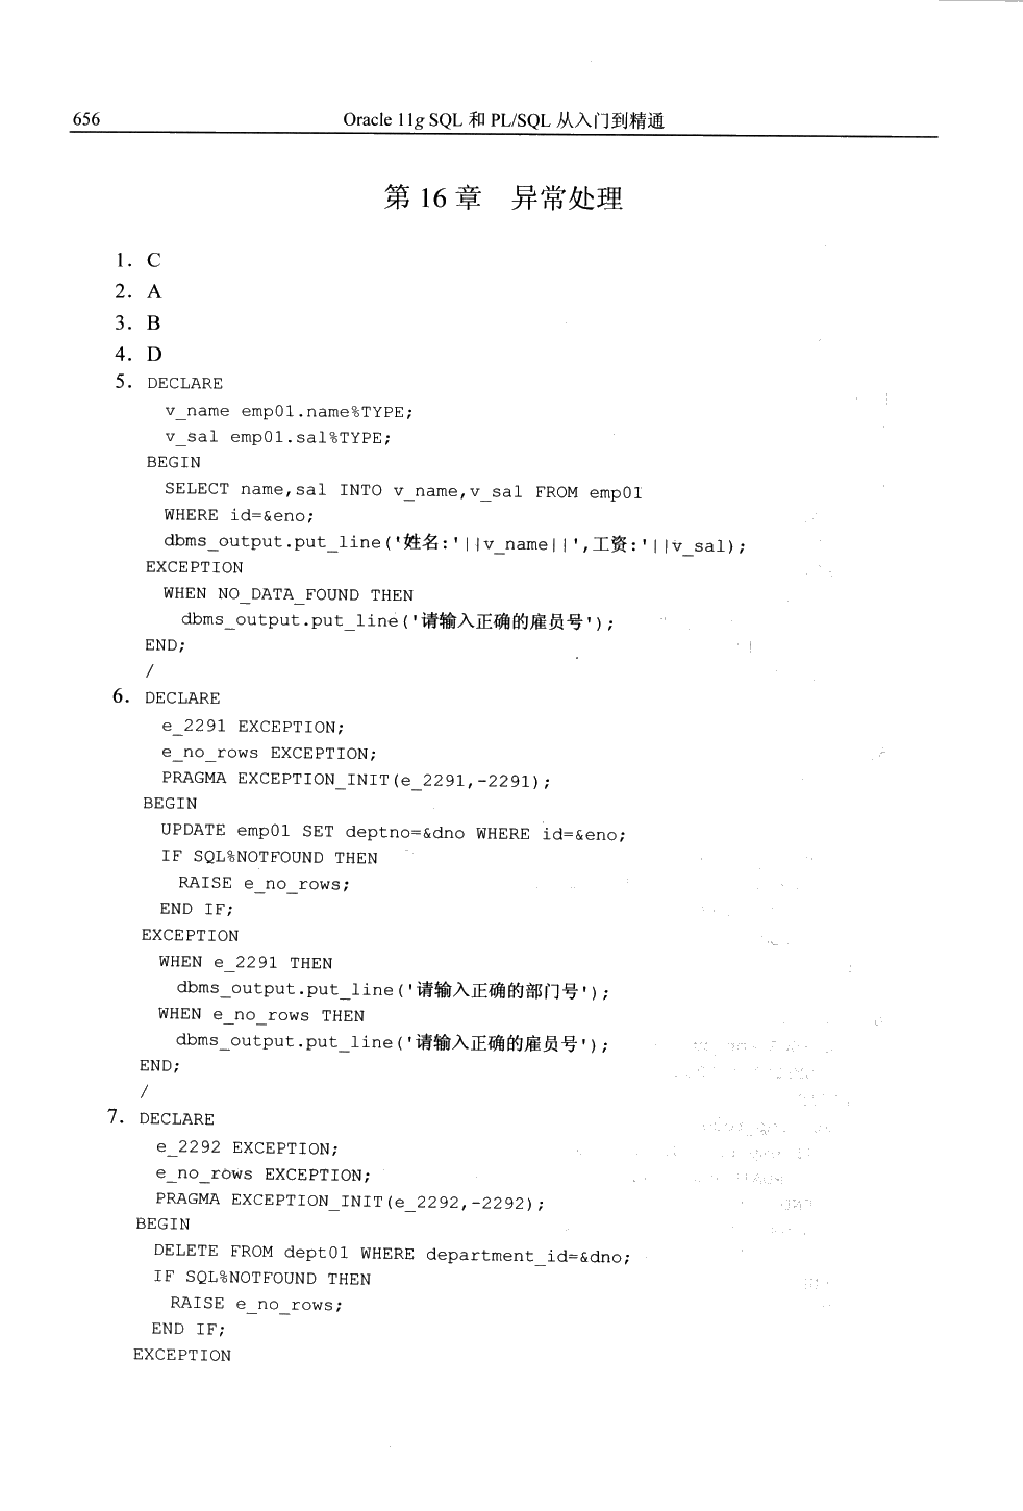 656 Oracle 11g SQL 和 PL/SQL 从入门到精通
第 16 章 异常处理
1. C
2. A
3. B
4. D
5. DECLARE
v_name emp01.name%TYPE;
v_sal emp01.sal%TYPE;
BEGIN
SELECT name,sal INTO v_name,v_sal FROM emp01
WHERE id=&eno;
dbms_output.put_line('姓名:'||v_name||',工资:'||v_sal);
EXCEPTION
WHEN NO_DATA_FOUND THEN
dbms_output.put_line('请输入正确的雇员号');
END;
/
6. DECLARE
e_2291 EXCEPTION;
e_no_rows EXCEPTION;
PRAGMA EXCEPTION_INIT(e_2291,-2291);
BEGIN
UPDATE emp01 SET deptno=&dno WHERE id=&eno;
IF SQL%NOTFOUND THEN
RAISE e_no_rows;
END IF;
EXCEPTION
WHEN e_2291 THEN
dbms_output.put_line('请输入正确的部门号');
WHEN e_no_rows THEN
dbms_output.put_line('请输入正确的雇员号');
END;
/
7. DECLARE
e_2292 EXCEPTION;
e_no_rows EXCEPTION;
PRAGMA EXCEPTION_INIT(e_2292,-2292);
BEGIN
DELETE FROM dept01 WHERE department_id=&dno;
IF SQL%NOTFOUND THEN
RAISE e_no_rows;
END IF;
EXCEPTION